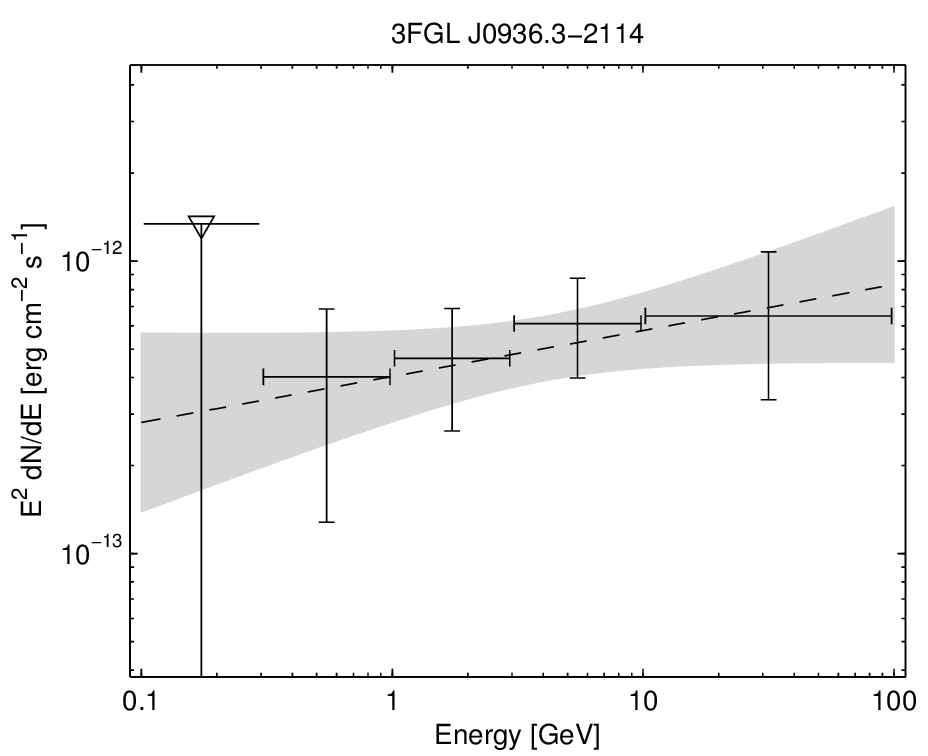 3FGL J0936.3−2114
E² dN/dE [erg cm⁻² s⁻¹]
10⁻¹²
10⁻¹³
0.1 1 10 100
Energy [GeV]